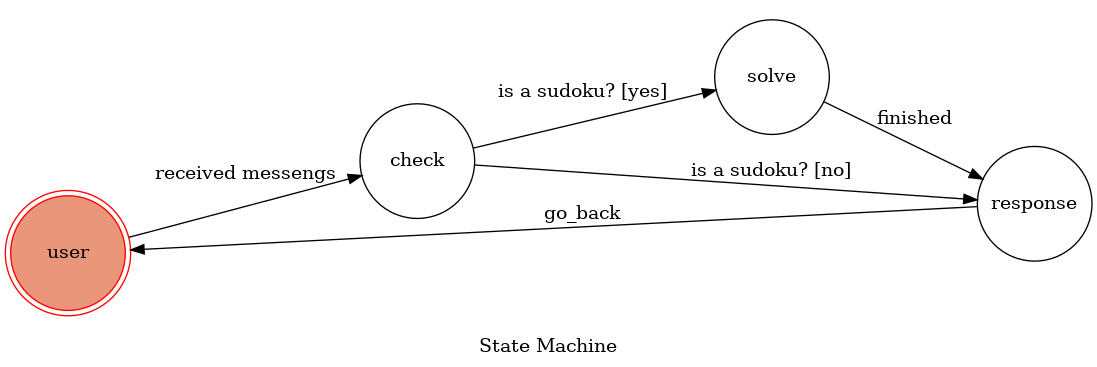 solve
is a sudoku? [yes]
finished
check
is a sudoku? [no]
received messengs
response
go_back
user
State Machine